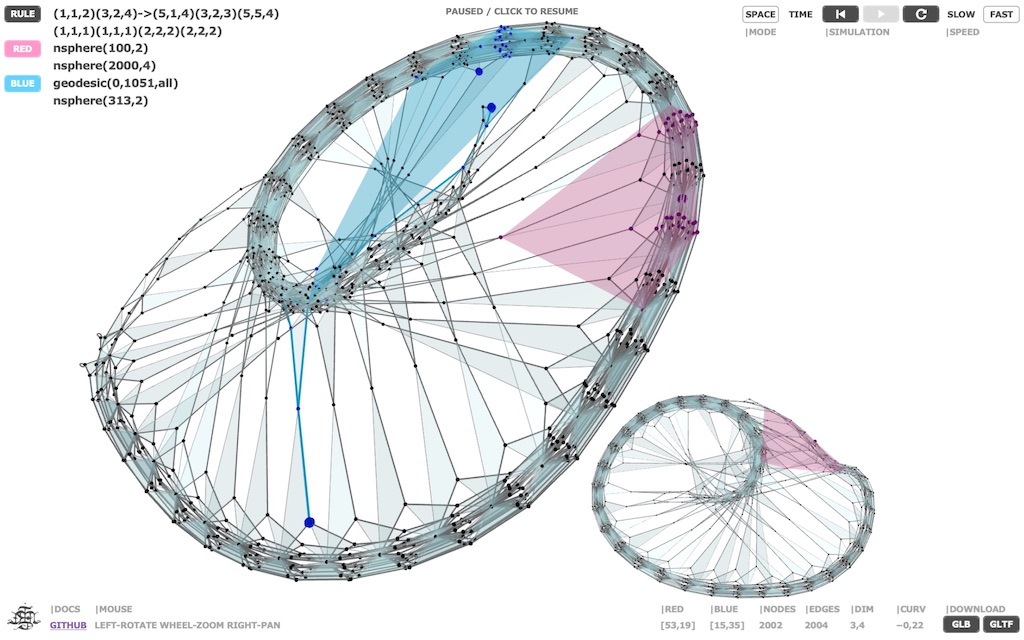 RULE (1,1,2)(3,2,4)->(5,1,4)(3,2,3)(5,5,4)
(1,1,1)(1,1,1)(2,2,2)(2,2,2)
RED nsphere(100,2)
nsphere(2000,4)
BLUE geodesic(0,1051,all)
nsphere(313,2)
PAUSED / CLICK TO RESUME
SPACE TIME SLOW FAST
|MODE |SIMULATION |SPEED
|DOCS |MOUSE
GITHUB LEFT-ROTATE WHEEL-ZOOM RIGHT-PAN
|RED |BLUE |NODES |EDGES |DIM |CURV |DOWNLOAD
[53,19] [15,35] 2002 2004 3,4 −0,22 GLB GLTF